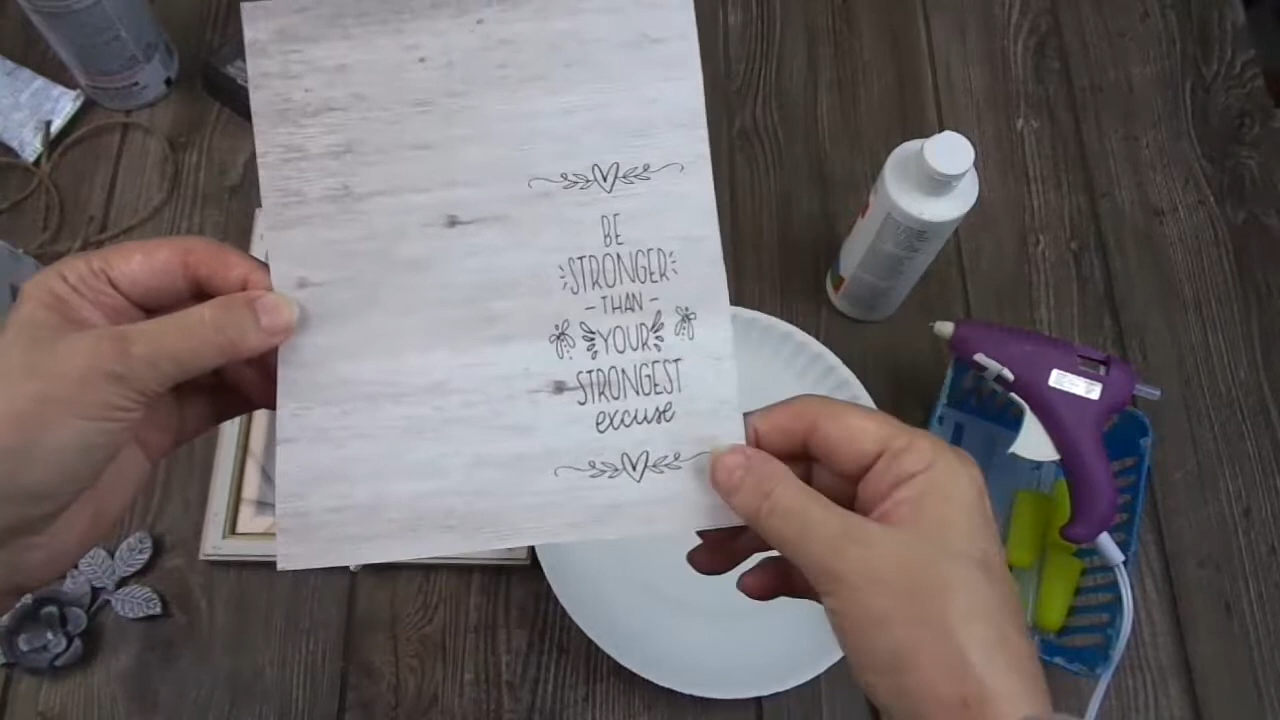 BE
STRONGER
- THAN -
YOUR
STRONGEST
excuse